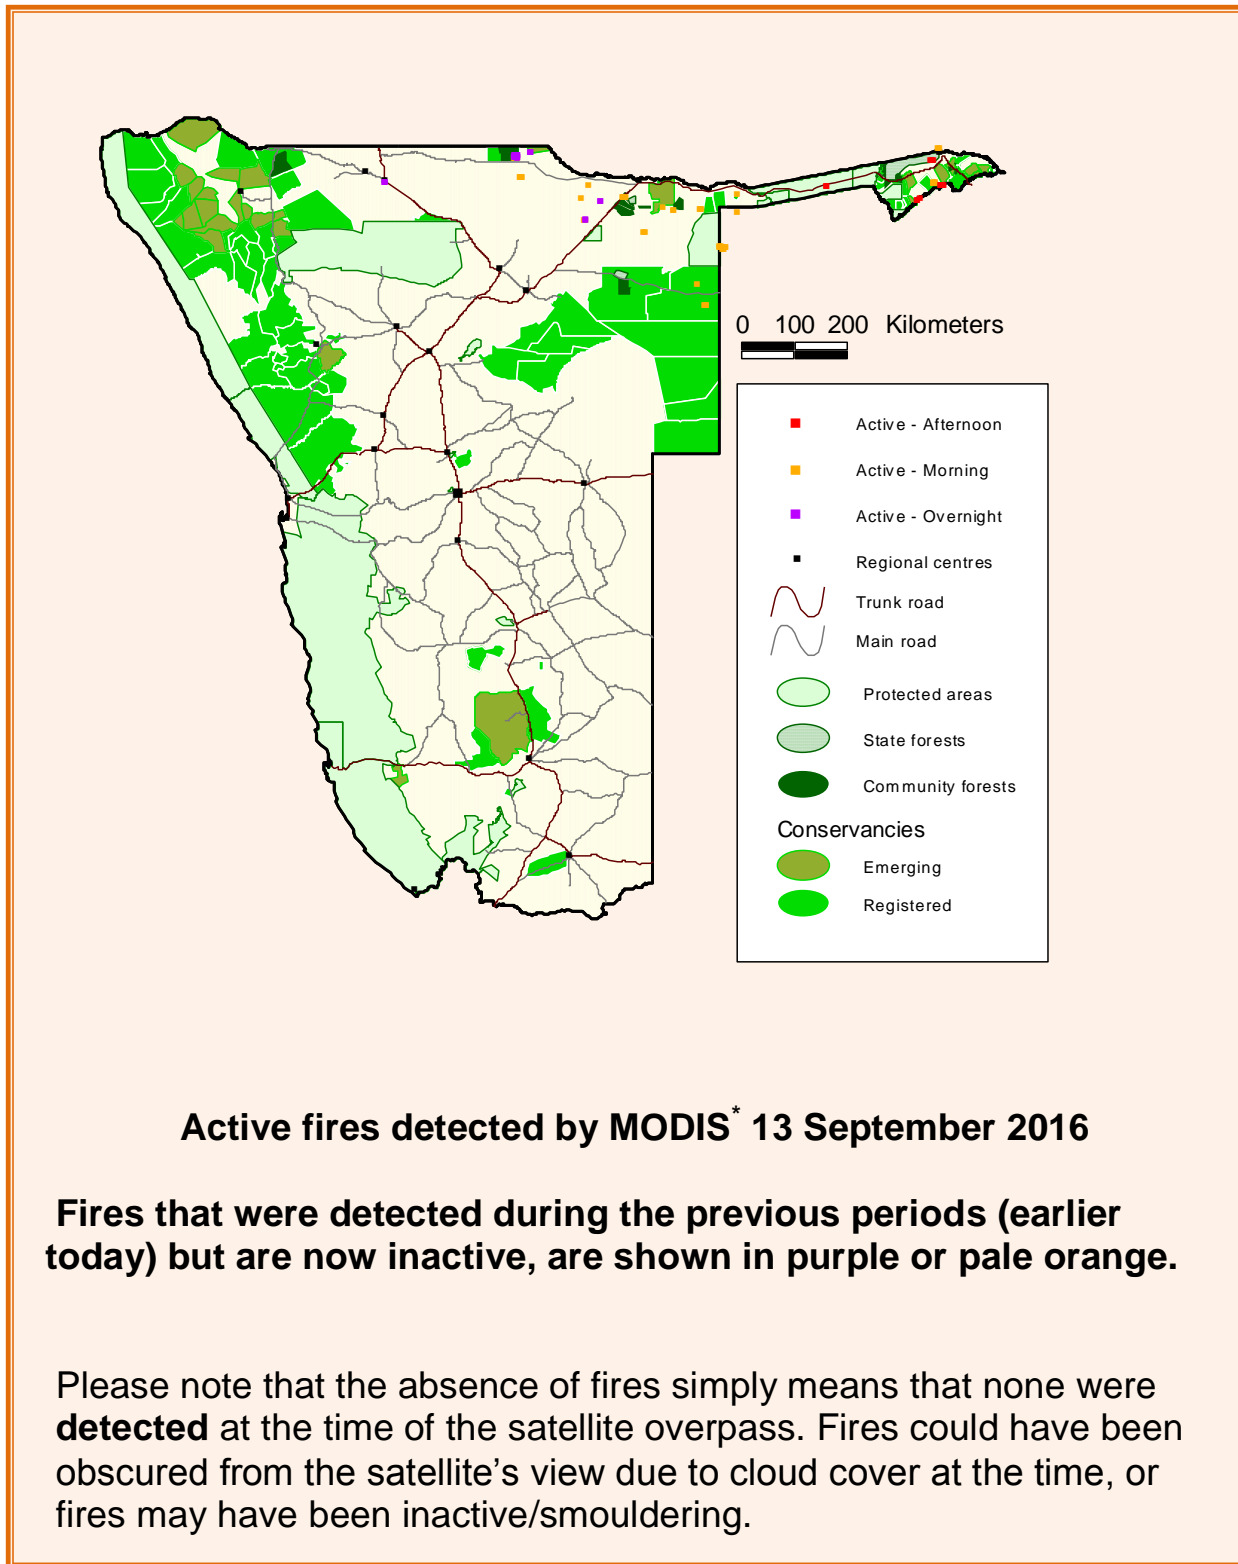 0 100 200 Kilometers
Active - Afternoon
Active - Morning
Active - Overnight
Regional centres
Trunk road
Main road
Protected areas
State forests
Community forests
Conservancies
Emerging
Registered
Active fires detected by MODIS* 13 September 2016
Fires that were detected during the previous periods (earlier
today) but are now inactive, are shown in purple or pale orange.
Please note that the absence of fires simply means that none were
detected at the time of the satellite overpass. Fires could have been
obscured from the satellite's view due to cloud cover at the time, or
fires may have been inactive/smouldering.